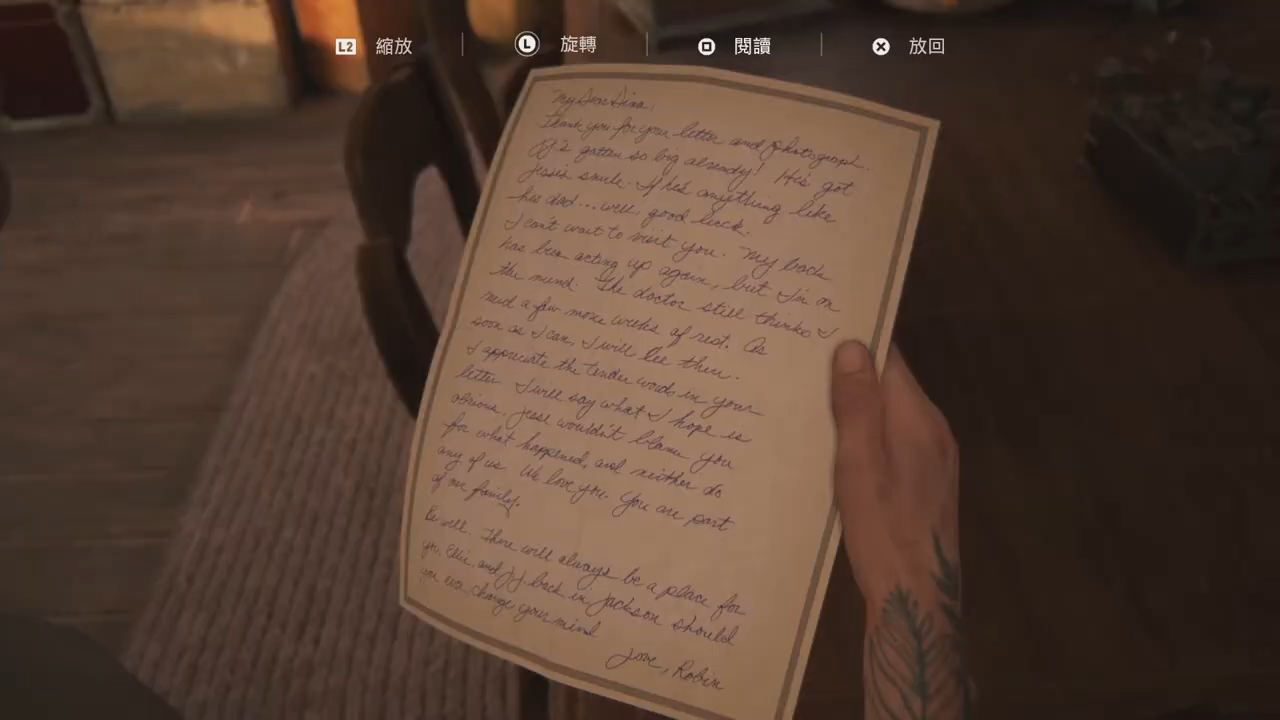 L2 縮放 L 旋轉 閱讀 放回
My Dear Dina,
Thank you for your letter and photograph.
JJ's gotten so big already! He's got
Jesse's smile. If he's anything like
his dad...well, good luck.
I can't wait to visit you. My back
has been acting up again, but I'm on
the mend. The doctor still thinks I
need a few more weeks of rest. As
soon as I can, I will be there.
I appreciate the tender words in your
letter. I will say what I hope is
obvious, Jesse wouldn't blame you
for what happened, and neither do
any of us. We love you. You are part
of our family.
Be well. There will always be a place for
you, Ellie, and JJ, back in Jackson should
you ever change your mind
Love, Robin